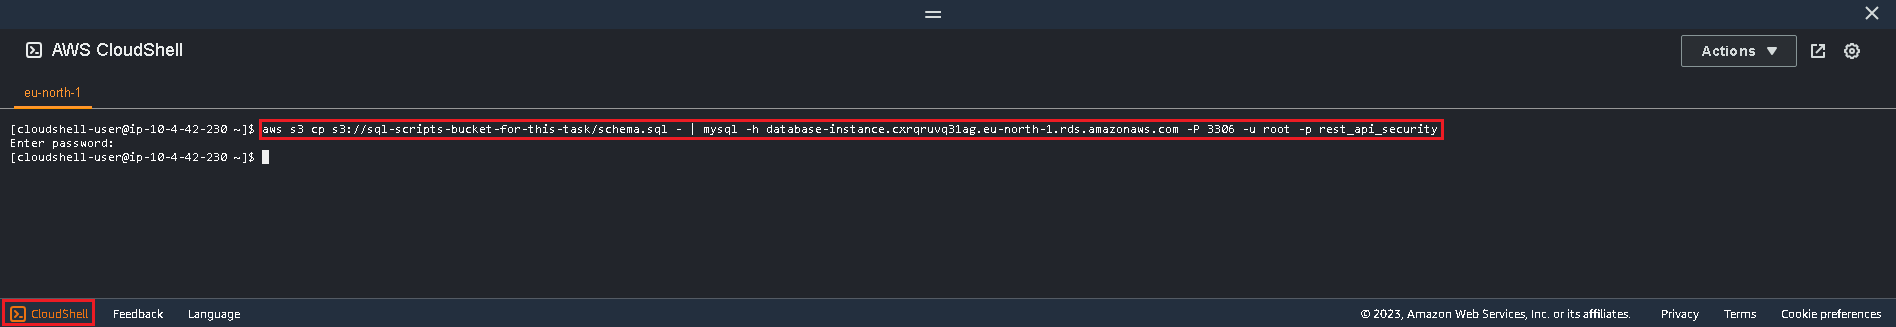 AWS CloudShell
Actions
eu-north-1
[cloudshell-user@ip-10-4-42-230 ~]$ aws s3 cp s3://sql-scripts-bucket-for-this-task/schema.sql - | mysql -h database-instance.cxrqruvq31ag.eu-north-1.rds.amazonaws.com -P 3306 -u root -p rest_api_security
Enter password:
[cloudshell-user@ip-10-4-42-230 ~]$
CloudShell Feedback Language © 2023, Amazon Web Services, Inc. or its affiliates. Privacy Terms Cookie preferences